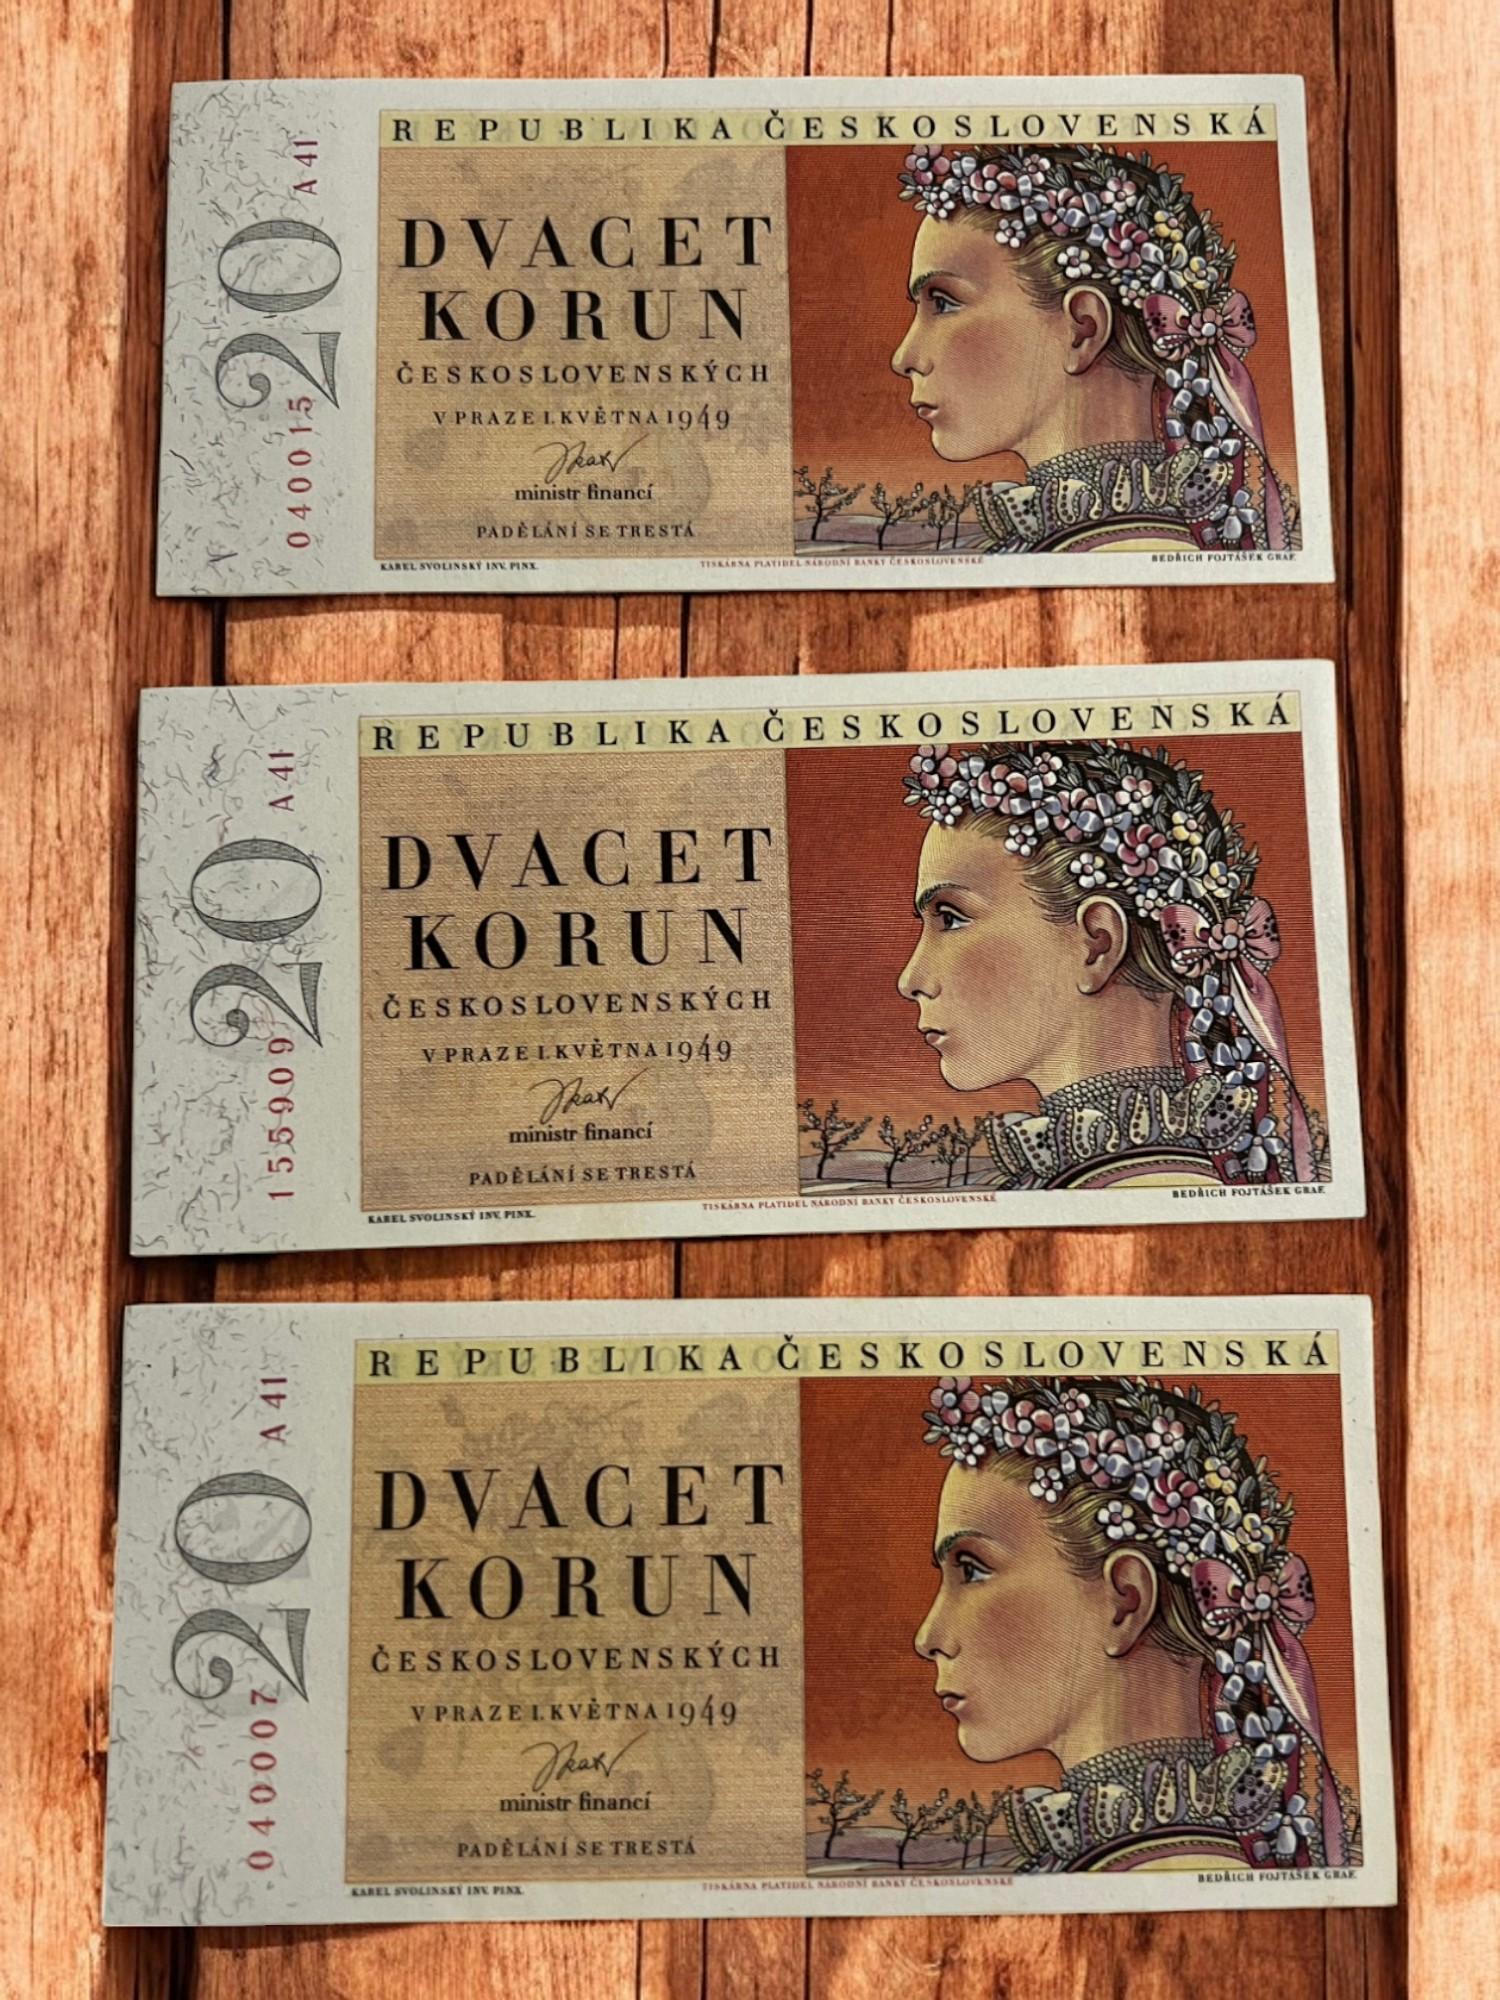 A 41
20
040015
REPUBLIKA ČESKOSLOVENSKÁ
DVACET
KORUN
ČESKOSLOVENSKÝCH
V PRAZE 1. KVĚTNA 1949
ministr financí
PADĚLÁNÍ SE TRESTÁ
KAREL SVOLINSKÝ INV. PINX.
TISKÁRNA PLATIDEL NÁRODNÍ BANKY ČESKOSLOVENSKÉ
BEDŘICH FOJTÁŠEK GRAF.
A 41
20
155909
REPUBLIKA ČESKOSLOVENSKÁ
DVACET
KORUN
ČESKOSLOVENSKÝCH
V PRAZE 1. KVĚTNA 1949
ministr financí
PADĚLÁNÍ SE TRESTÁ
KAREL SVOLINSKÝ INV. PINX.
TISKÁRNA PLATIDEL NÁRODNÍ BANKY ČESKOSLOVENSKÉ
BEDŘICH FOJTÁŠEK GRAF.
A 41
20
040007
REPUBLIKA ČESKOSLOVENSKÁ
DVACET
KORUN
ČESKOSLOVENSKÝCH
V PRAZE 1. KVĚTNA 1949
ministr financí
PADĚLÁNÍ SE TRESTÁ
KAREL SVOLINSKÝ INV. PINX.
TISKÁRNA PLATIDEL NÁRODNÍ BANKY ČESKOSLOVENSKÉ
BEDŘICH FOJTÁŠEK GRAF.